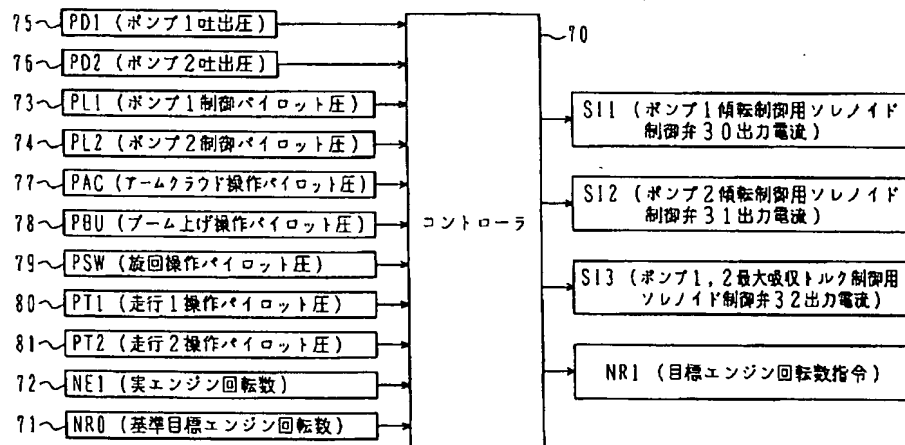 75～PD1 (ポンプ1吐出圧)
76～PD2 (ポンプ2吐出圧)
73～PL1 (ポンプ1制御パイロット圧)
74～PL2 (ポンプ2制御パイロット圧)
77～PAC (アームクラウド操作パイロット圧)
78～PBU (ブーム上げ操作パイロット圧)
79～PSW (旋回操作パイロット圧)
80～PT1 (走行1操作パイロット圧)
81～PT2 (走行2操作パイロット圧)
72～NE1 (実エンジン回転数)
71～NR0 (基準目標エンジン回転数)
コントローラ
～70
SI1 (ポンプ1傾転制御用ソレノイド
制御弁30出力電流)
SI2 (ポンプ2傾転制御用ソレノイド
制御弁31出力電流)
SI3 (ポンプ1,2最大吸収トルク制御用
ソレノイド制御弁32出力電流)
NR1 (目標エンジン回転数指令)